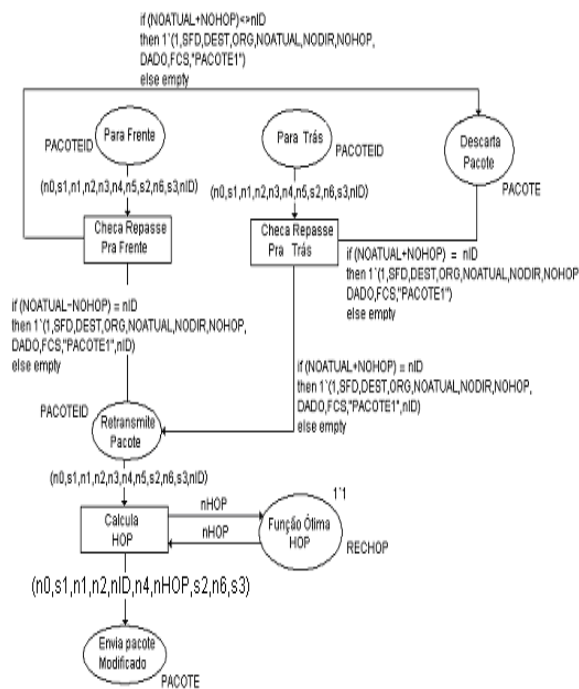 if (NOATUAL+NOHOP)<>nID
then 1`(1,SFD,DEST,ORG,NOATUAL,NODIR,NOHOP,
DADO,FCS,"PACOTE1")
else empty
Para Frente
PACOTEID
Para Trás
PACOTEID
Descarta
Pacote
PACOTE
(n0,s1,n1,n2,n3,n4,n5,s2,n6,s3,nID)
(n0,s1,n1,n2,n3,n4,n5,s2,n6,s3,nID)
Checa Repasse
Pra Frente
Checa Repasse
Pra Trás
if (NOATUAL+NOHOP) = nID
then 1`(1,SFD,DEST,ORG,NOATUAL,NODIR,NOHOP
DADO,FCS,"PACOTE1")
else empty
if (NOATUAL-NOHOP) = nID
then 1`(1,SFD,DEST,ORG,NOATUAL,NODIR,NOHOP,
DADO,FCS,"PACOTE1",nID)
else empty
if (NOATUAL+NOHOP) = nID
then 1`(1,SFD,DEST,ORG,NOATUAL,NODIR,NOHOP,
DADO,FCS,"PACOTE1",nID)
else empty
PACOTEID
Retransmite
Pacote
(n0,s1,n1,n2,n3,n4,n5,s2,n6,s3,nID)
Calcula
HOP
nHOP
nHOP
1`1
Função Ótima
HOP
RECHOP
(n0,s1,n1,n2,nID,n4,nHOP,s2,n6,s3)
Envia pacote
Modificado
PACOTE